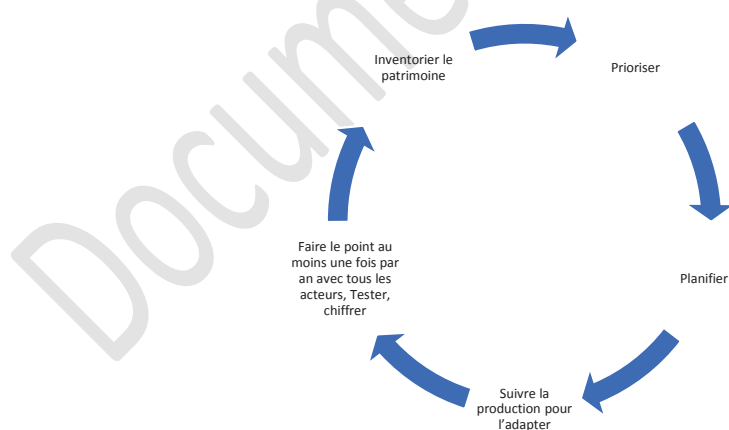 Inventorier le
patrimoine
Prioriser
Planifier
Suivre la
production pour
l'adapter
Faire le point au
moins une fois par
an avec tous les
acteurs, Tester,
chiffrer
Docume